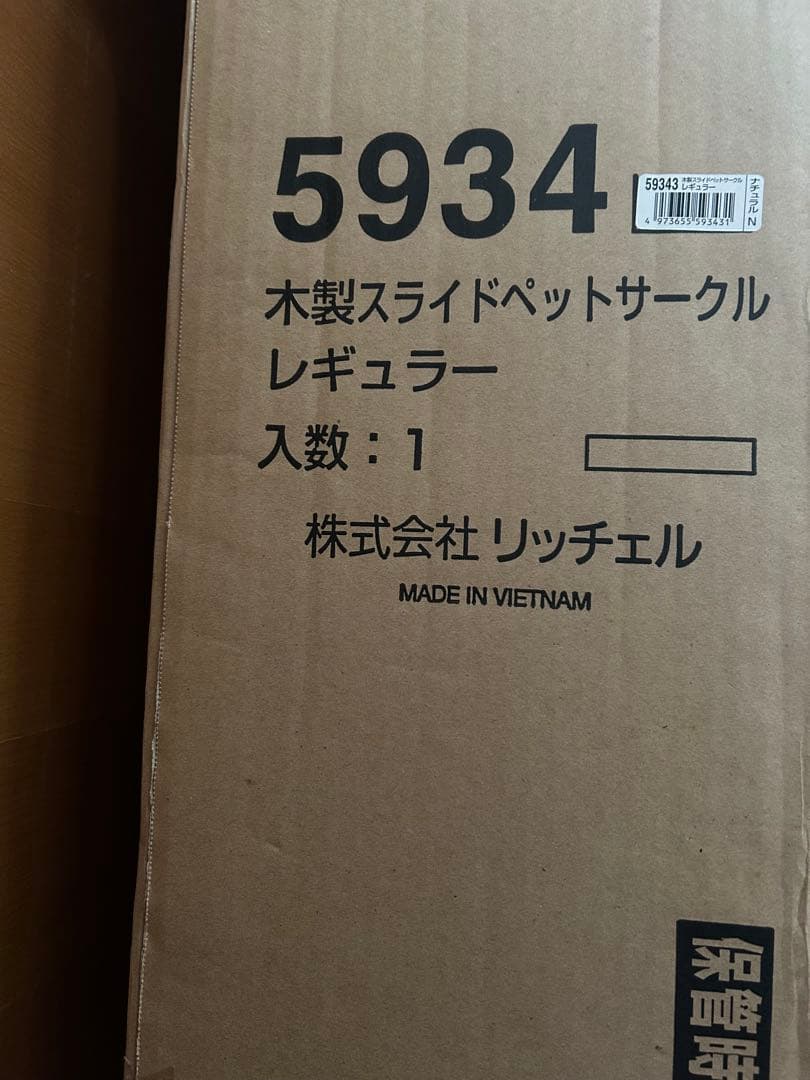 5934
59343 木製スライドペットサークル
レギュラー
ナチュラル N
4 973655 593431
木製スライドペットサークル
レギュラー
入数：1
株式会社 リッチェル
MADE IN VIETNAM
保管時